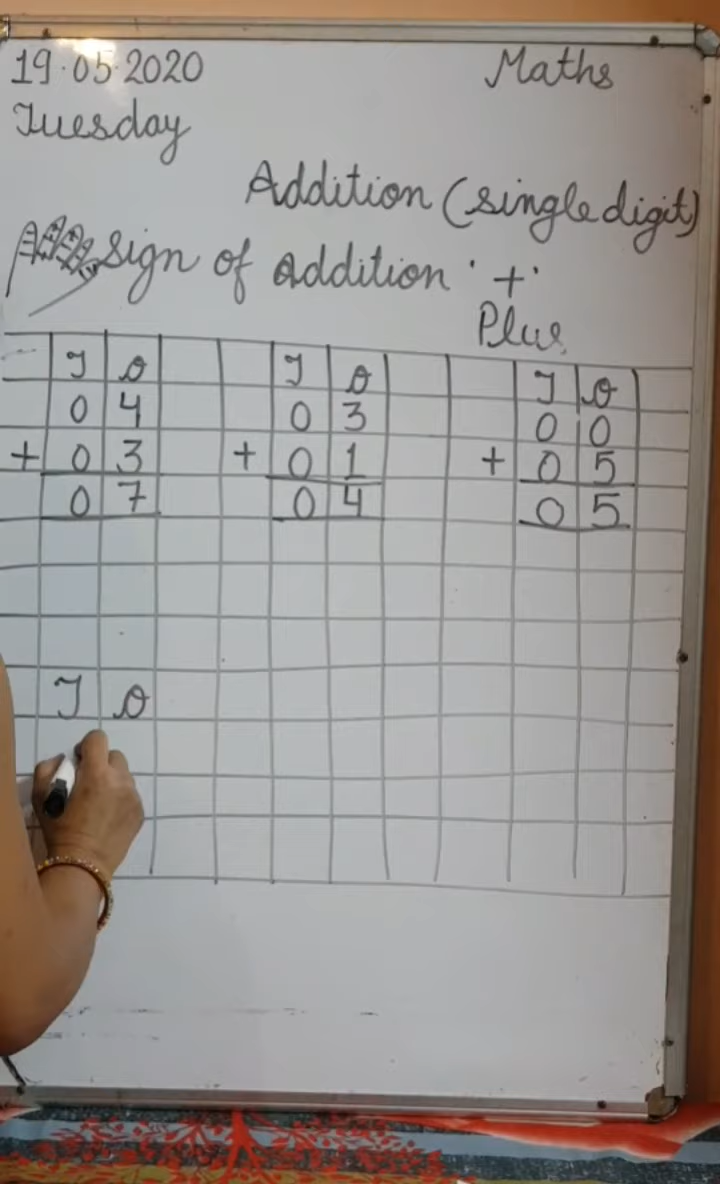 19.05.2020 Maths
Tuesday
Addition (single digit)
sign of addition '+'
Plus
T O T O T O
0 4 0 3 0 0
+ 0 3 + 0 1 + 0 5
0 7 0 4 0 5
T O